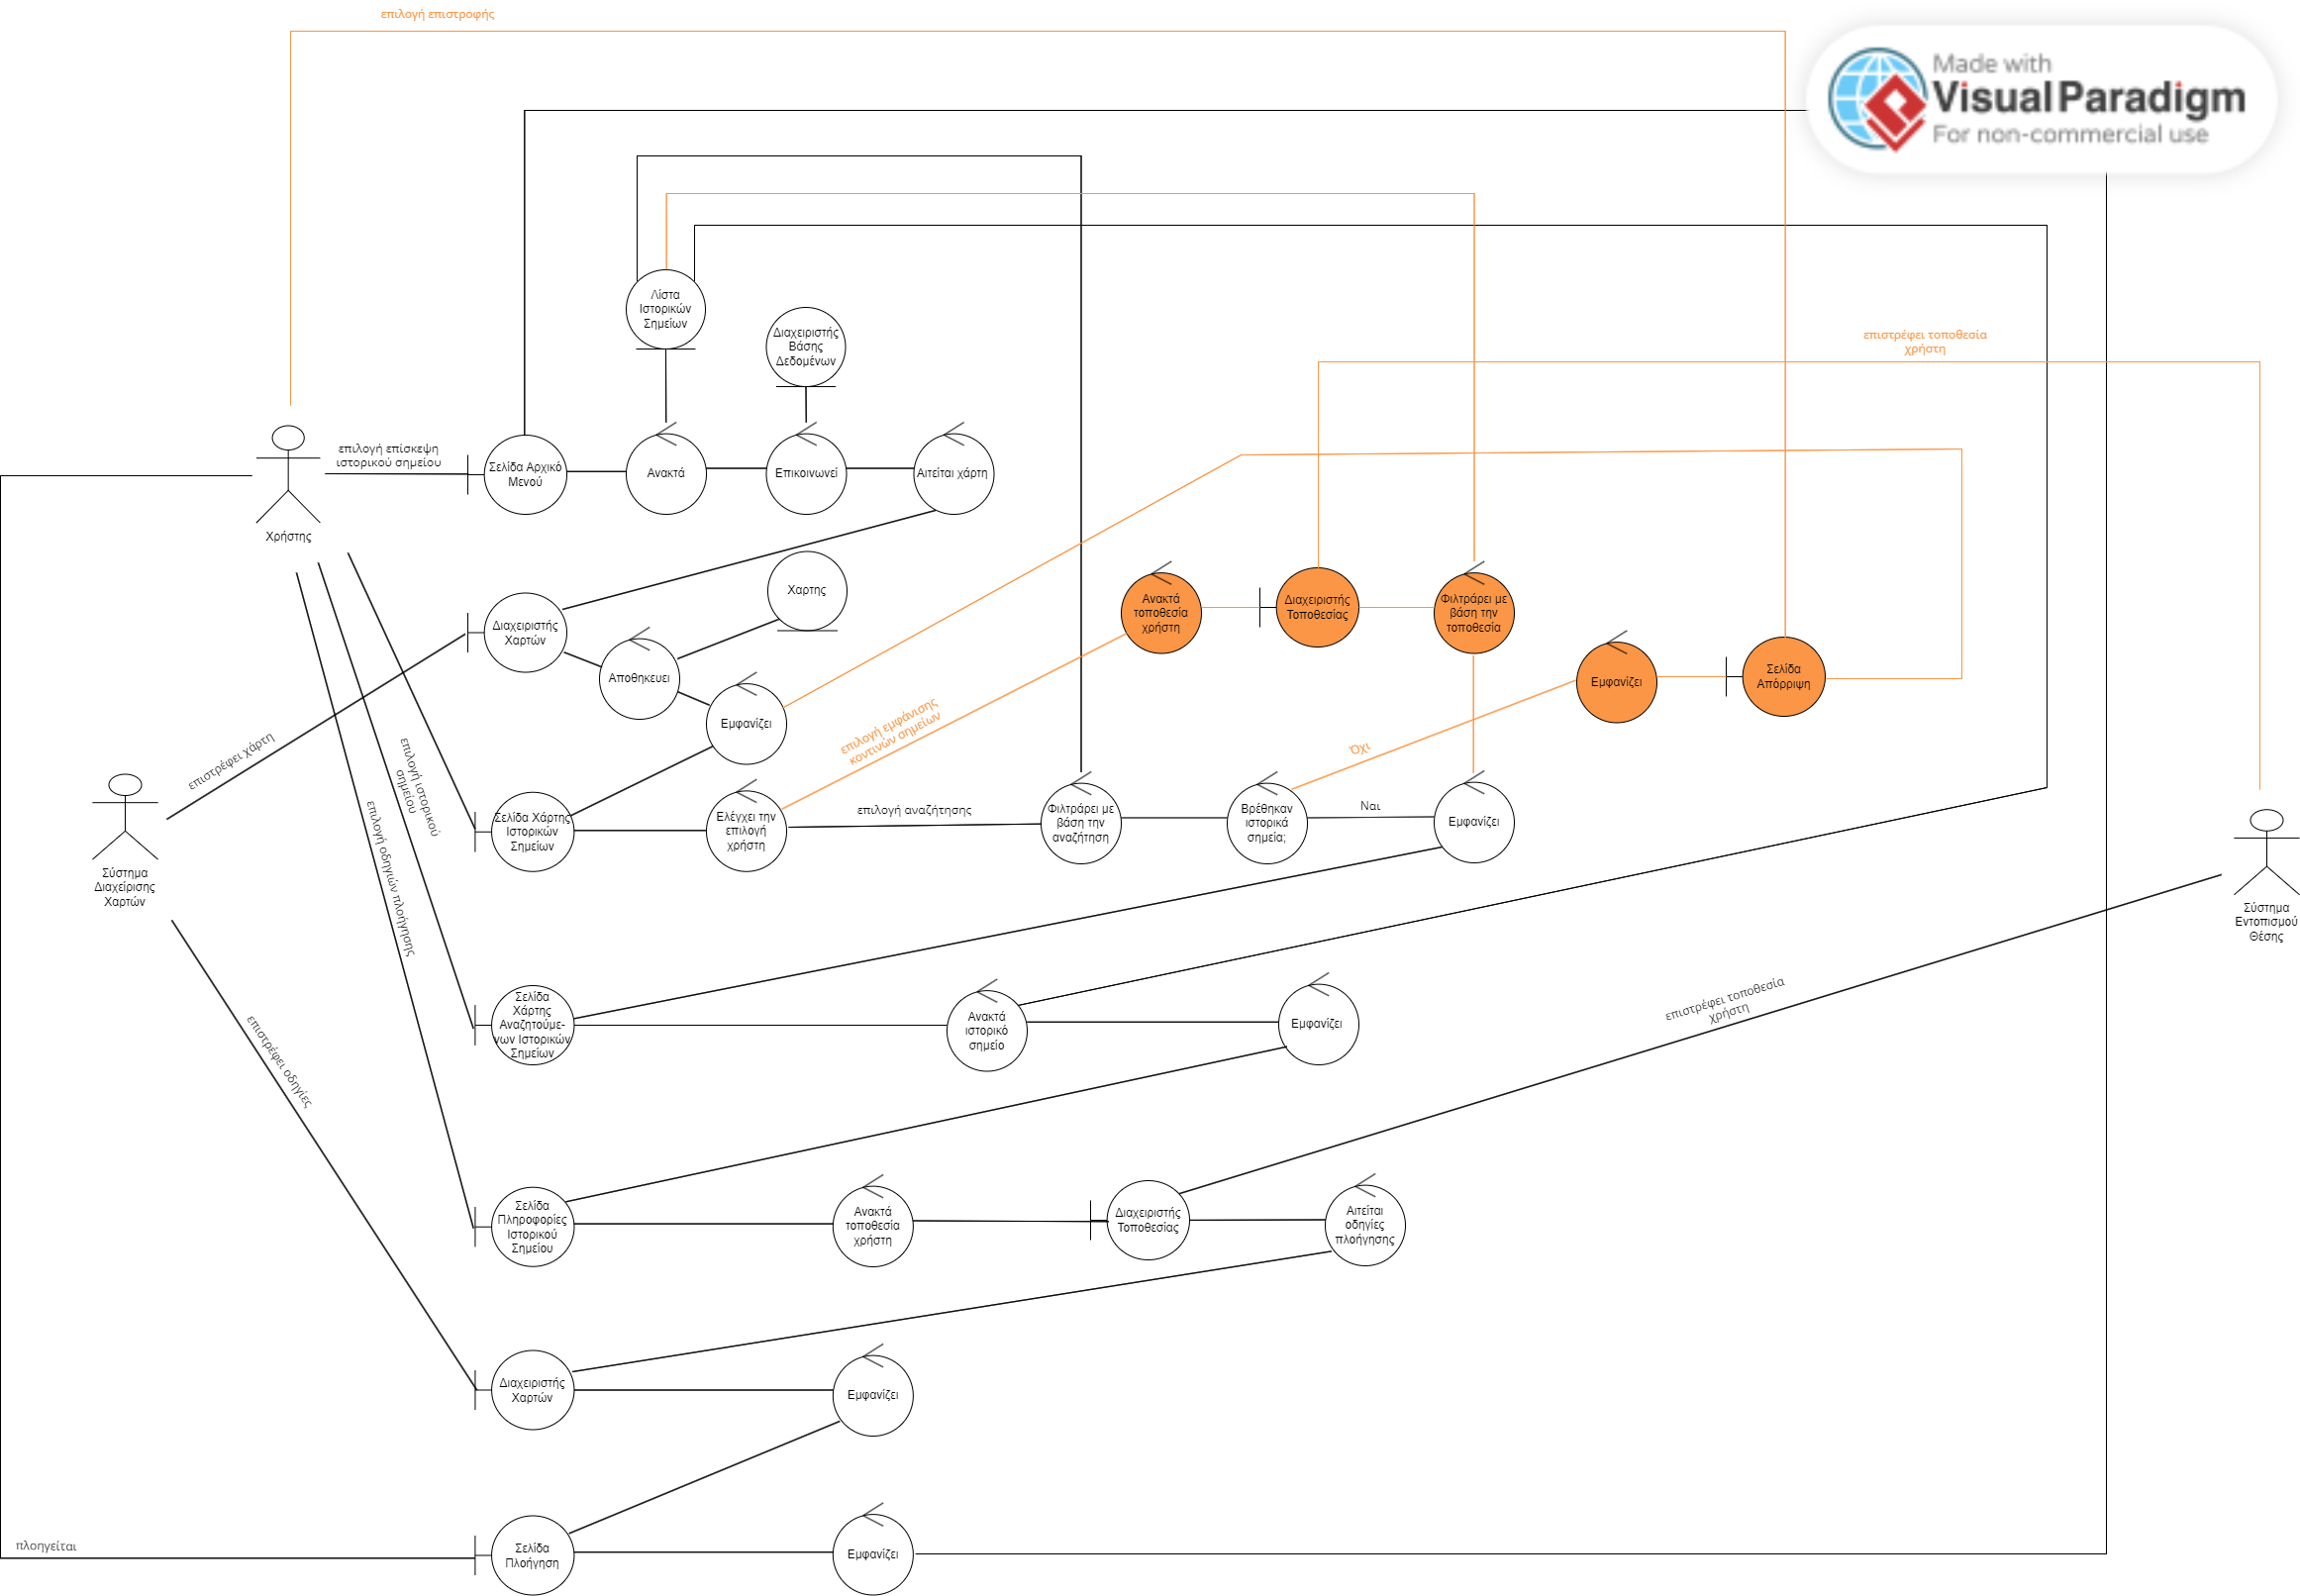 επιλογή επιστροφής
Made with
Visual Paradigm
For non-commercial use
Λίστα
Ιστορικών
Σημείων
Διαχειριστής
Βάσης
Δεδομένων
επιστρέφει τοποθεσία
χρήστη
επιλογή επίσκεψη
ιστορικού σημείου
Σελίδα Αρχικό
Μενού
Ανακτά
Επικοινωνεί
Αιτείται χάρτη
Χρήστης
Χαρτης
Διαχειριστής
Χαρτών
Αποθηκευει
Εμφανίζει
Ανακτά
τοποθεσία
χρήστη
Διαχειριστής
Τοποθεσίας
Φιλτράρει με
βάση την
τοποθεσία
Εμφανίζει
Σελίδα
Απόρριψη
επιλογή εμφάνισης
κοντινών σημείων
Όχι
επιστρέφει χάρτη
επυλογή ιστορικού
σημείου
επιλογή οδηγιών πλοήγησης
Σελίδα Χάρτης
Ιστορικών
Σημείων
Ελέγχει την
επιλογή
χρήστη
επιλογή αναζήτησης
Φιλτράρει με
βάση την
αναζήτηση
Βρέθηκαν
ιστορικά
σημεία;
Ναι
Εμφανίζει
Σύστημα
Διαχείρισης
Χαρτών
Σύστημα
Εντοπισμού
Θέσης
Σελίδα
Χάρτης
Αναζητούμε-
νων Ιστορικών
Σημείων
Ανακτά
ιστορικό
σημείο
Εμφανίζει
επιστρέφει τοποθεσία
χρήστη
επιστρέφει οδηγίες
Σελίδα
Πληροφορίες
Ιστορικού
Σημείου
Ανακτά
τοποθεσία
χρήστη
Διαχειριστής
Τοποθεσίας
Αιτείται
οδηγίες
πλοήγησης
Διαχειριστής
Χαρτών
Εμφανίζει
πλοηγείται
Σελίδα
Πλοήγηση
Εμφανίζει